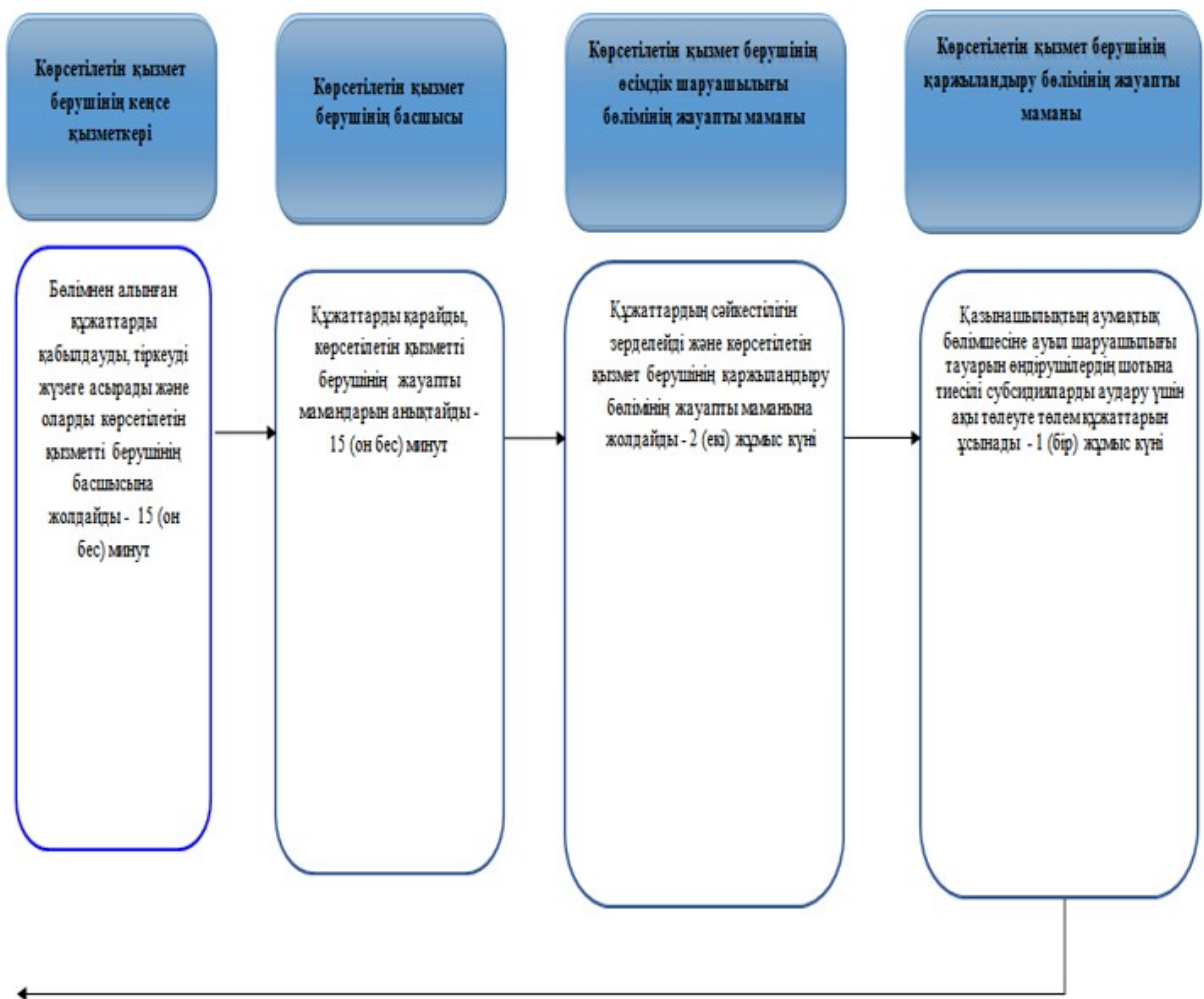 Көрсетілетін қызмет
берушінің кеңсе
қызметкері
Көрсетілетін қызмет
берушінің басшысы
Көрсетілетін қызмет берушінің
өсімдік шаруашылығы
бөлімінің жауапты маманы
Көрсетілетін қызмет берушінің
қаржыландыру бөлімінің жауапты
маманы
Бөлімнен алынған
құжаттарды
қабылдауды, тіркеуді
жүзеге асырады және
оларды көрсетілетін
қызметті берушінің
басшысына
жолдайды - 15 (он
бес) минут
Құжаттарды қарайды,
көрсетілетін қызметті
берушінің жауапты
мамандарын анықтайды -
15 (он бес) минут
Құжаттардың сәйкестілігін
зерделейді және көрсетілетін
қызмет берушінің қаржыландыру
бөлімінің жауапты маманына
жолдайды - 2 (екі) жұмыс күні
Қазынашылықтың аумақтық
бөлімшесіне ауыл шаруашылығы
тауарын өндірушілердің шотына
тиесілі субсидияларды аудару үшін
ақы төлеуге төлем құжаттарын
ұсынады - 1 (бір) жұмыс күні